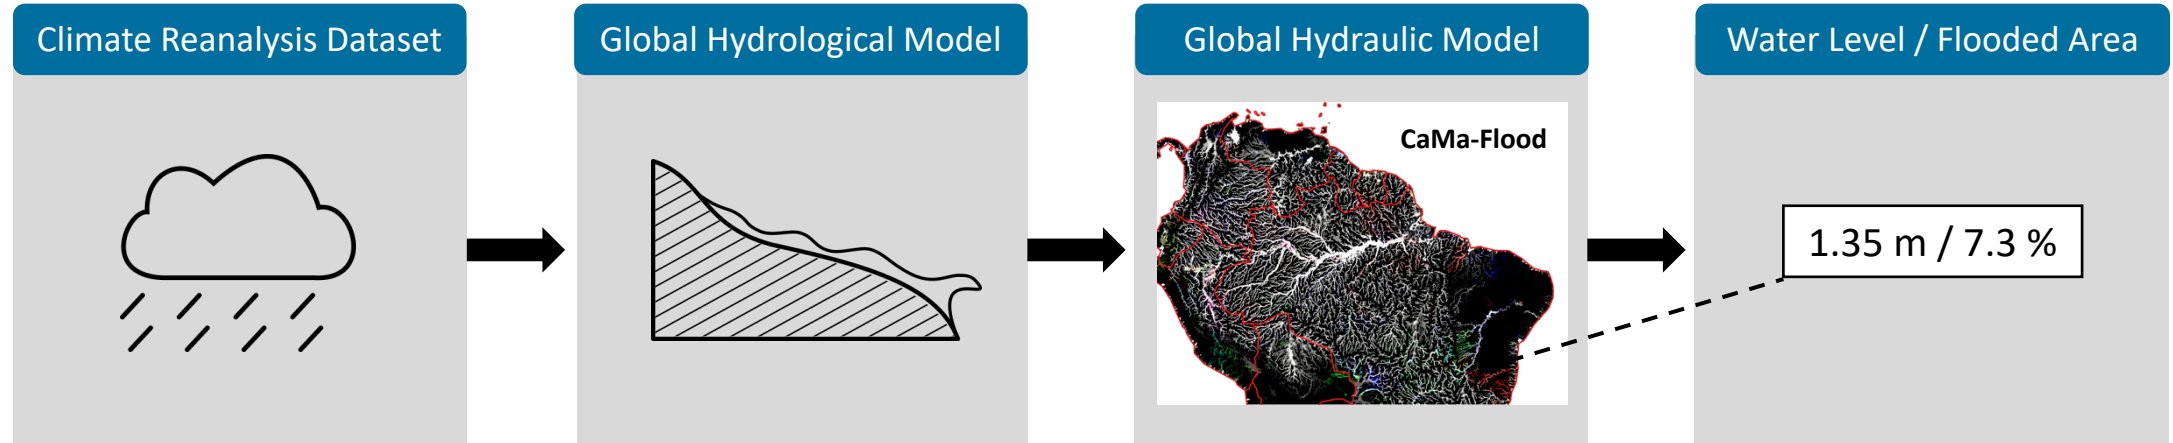 Climate Reanalysis Dataset
Global Hydrological Model
Global Hydraulic Model
Water Level / Flooded Area
CaMa-Flood
1.35 m / 7.3 %